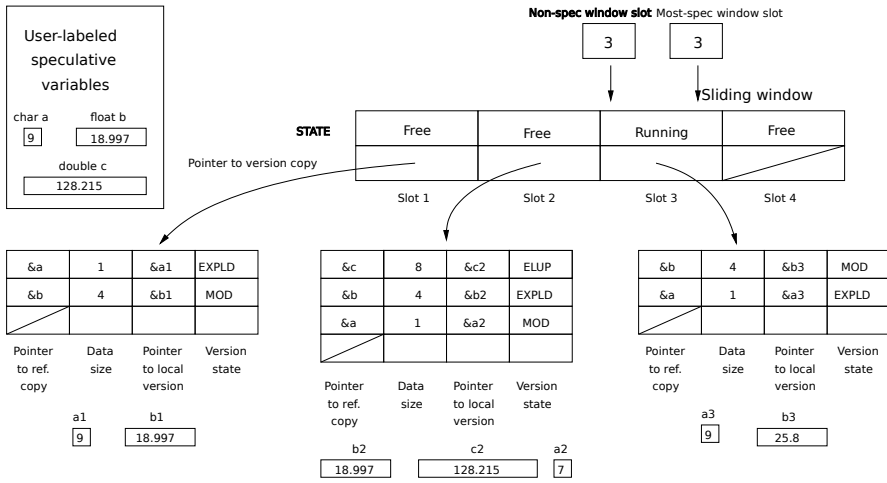 Non-spec window slot Most-spec window slot
3 3
User-labeled
speculative
variables
char a float b
9 18.997
double c
128.215
Sliding window
STATE Free Free Running Free
Pointer to version copy
Slot 1 Slot 2 Slot 3 Slot 4
&a 1 &a1 EXPLD
&b 4 &b1 MOD
Pointer to ref. copy
Data size
Pointer to local version
Version state
a1 b1
9 18.997
&c 8 &c2 ELUP
&b 4 &b2 EXPLD
&a 1 &a2 MOD
Pointer to ref. copy
Data size
Pointer to local version
Version state
b2 c2 a2
18.997 128.215 7
&b 4 &b3 MOD
&a 1 &a3 EXPLD
Pointer to ref. copy
Data size
Pointer to local version
Version state
a3 b3
9 25.8